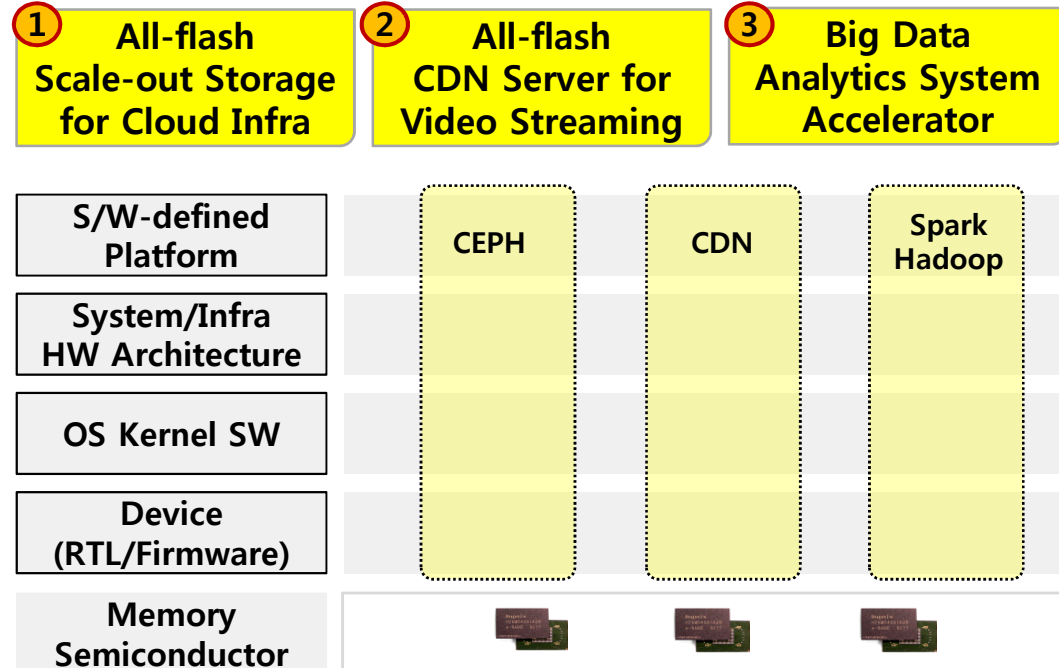 1
All-flash
Scale-out Storage
for Cloud Infra
2
All-flash
CDN Server for
Video Streaming
3
Big Data
Analytics System
Accelerator
S/W-defined
Platform
CEPH
CDN
Spark
Hadoop
System/Infra
HW Architecture
OS Kernel SW
Device
(RTL/Firmware)
Memory
Semiconductor